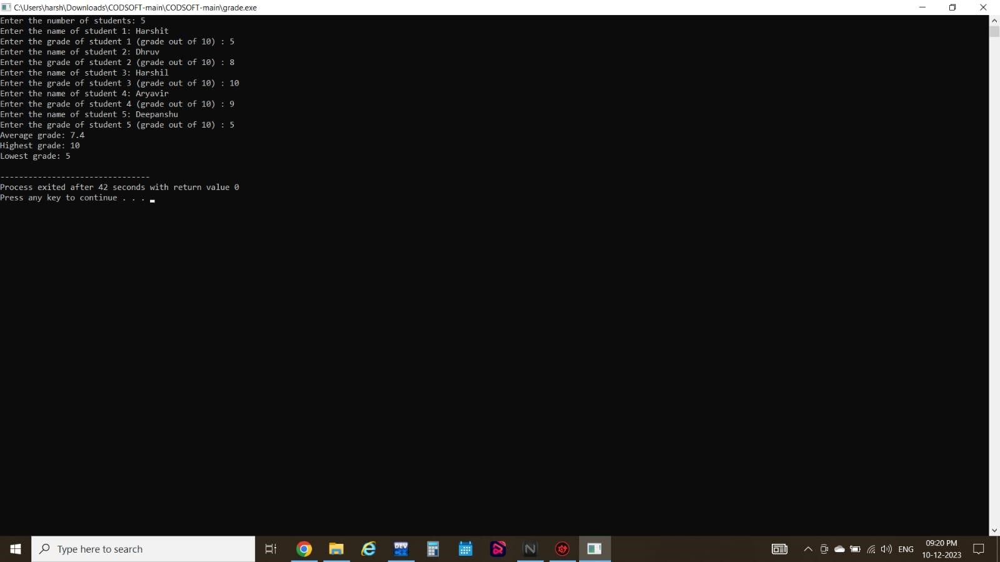 C:\Users\harsh\Downloads\CODSOFT-main\CODSOFT-main\grade.exe
Enter the number of students: 5
Enter the name of student 1: Harshit
Enter the grade of student 1 (grade out of 10) : 5
Enter the name of student 2: Dhruv
Enter the grade of student 2 (grade out of 10) : 8
Enter the name of student 3: Harshil
Enter the grade of student 3 (grade out of 10) : 10
Enter the name of student 4: Aryavir
Enter the grade of student 4 (grade out of 10) : 9
Enter the name of student 5: Deepanshu
Enter the grade of student 5 (grade out of 10) : 5
Average grade: 7.4
Highest grade: 10
Lowest grade: 5
--------------------------------
Process exited after 42 seconds with return value 0
Press any key to continue . . .
Type here to search
DEV
ENG
09:20 PM
10-12-2023